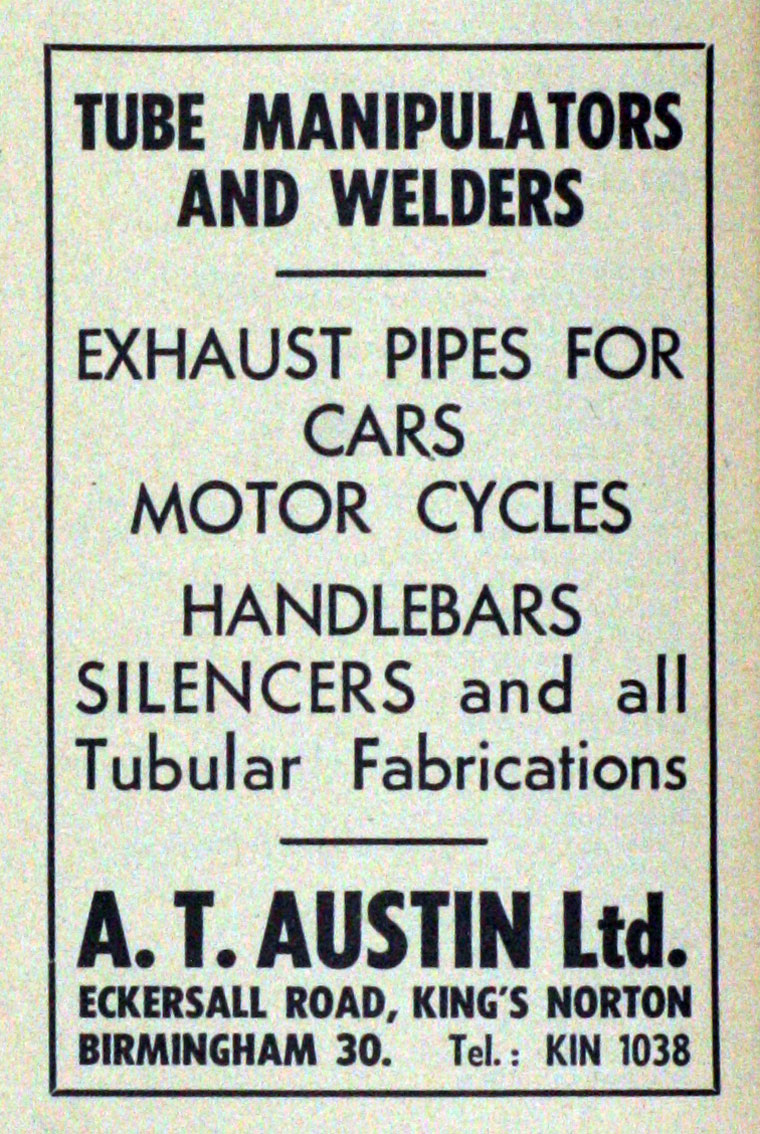 TUBE MANIPULATORS
AND WELDERS
EXHAUST PIPES FOR
CARS
MOTOR CYCLES
HANDLEBARS
SILENCERS and all
Tubular Fabrications
A. T. AUSTIN Ltd.
ECKERSALL ROAD, KING'S NORTON
BIRMINGHAM 30. Tel.: KIN 1038